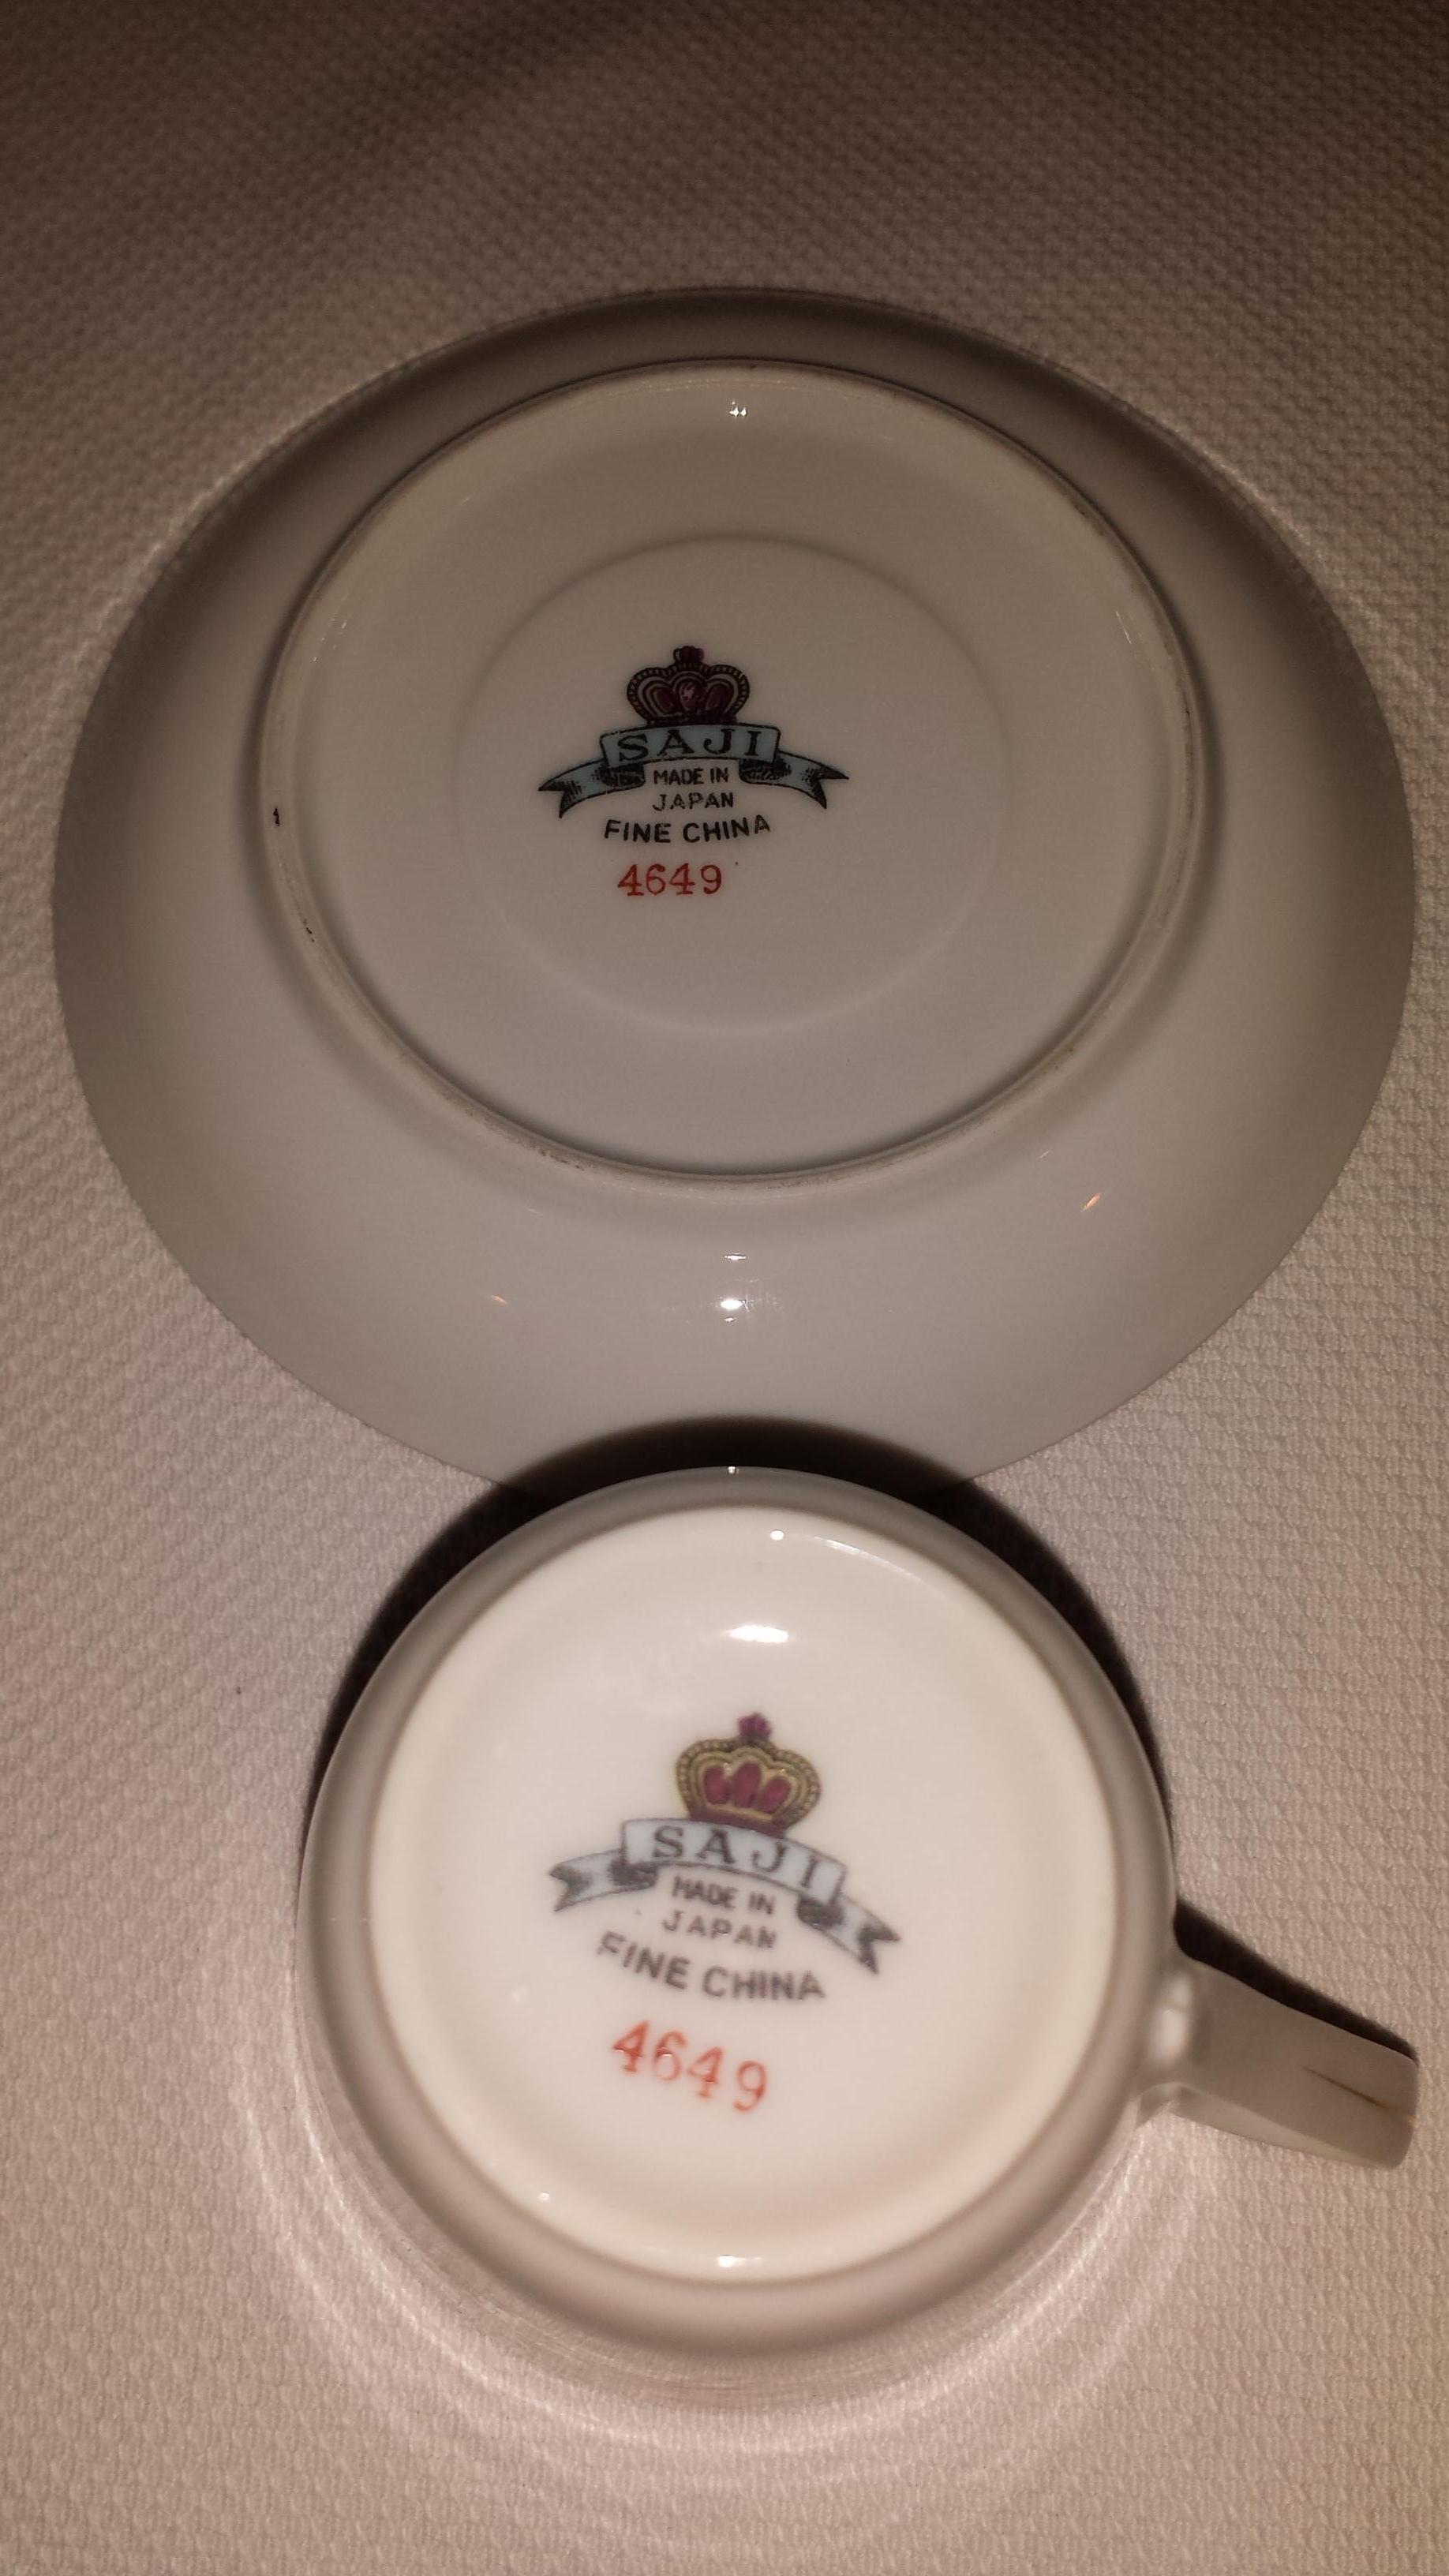 SAJI
MADE IN
JAPAN
FINE CHINA
4649
SAJI
MADE IN
JAPAN
FINE CHINA
4649